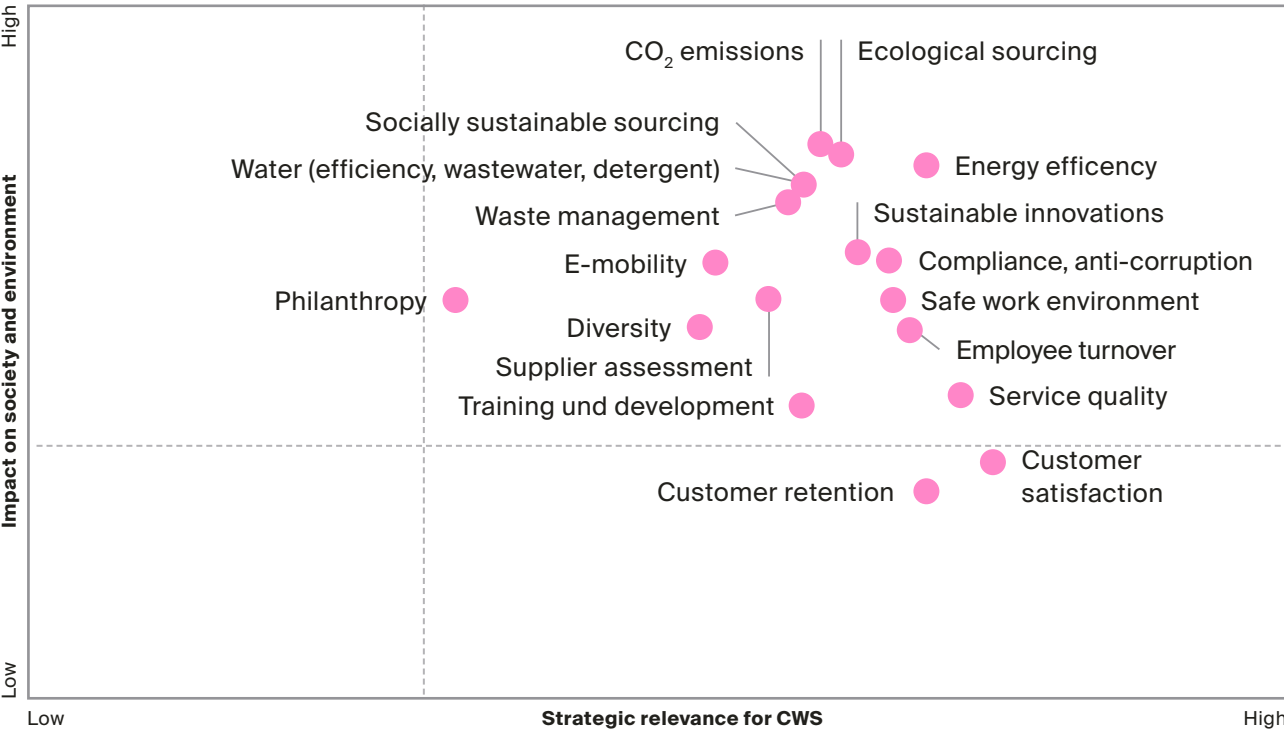 High
CO₂ emissions
Ecological sourcing
Socially sustainable sourcing
Water (efficiency, wastewater, detergent)
Energy efficency
Waste management
Sustainable innovations
E-mobility
Compliance, anti-corruption
Philanthropy
Safe work environment
Diversity
Employee turnover
Supplier assessment
Service quality
Training und development
Customer
satisfaction
Customer retention
Impact on society and environment
Low
Low
Strategic relevance for CWS
High